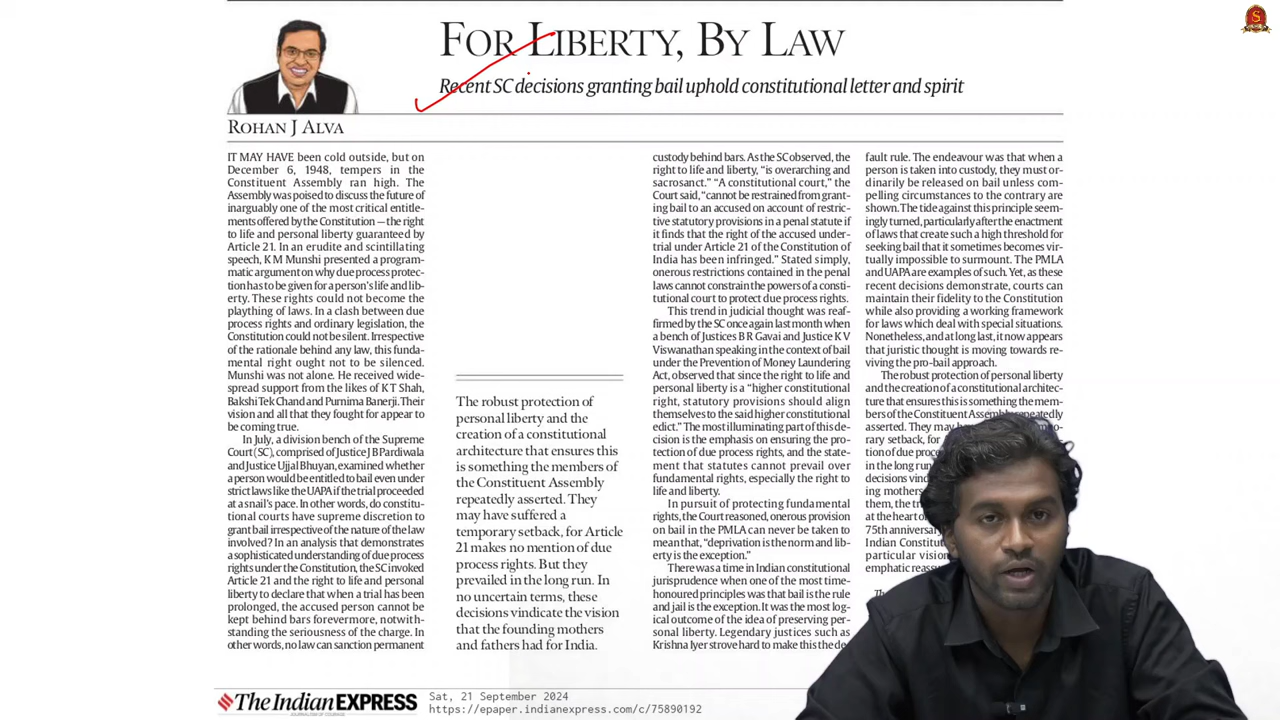 FOR LIBERTY, BY LAW
Recent SC decisions granting bail uphold constitutional letter and spirit
ROHAN J ALVA
IT MAY HAVE been cold outside, but on
December 6, 1948, tempers in the
Constituent Assembly ran high. The
Assembly was poised to discuss the future of
inarguably one of the most critical entitle-
ments offered by the Constitution — the right
to life and personal liberty guaranteed by
Article 21. In an erudite and scintillating
speech, K M Munshi presented a program-
matic argument on why due process protec-
tion has to be given for a person's life and lib-
erty. These rights could not become the
plaything of laws. In a clash between due
process rights and ordinary legislation, the
Constitution could not be silent. Irrespective
of the rationale behind any law, this funda-
mental right ought not to be silenced.
Munshi was not alone. He received wide-
spread support from the likes of K T Shah,
Bakshi Tek Chand and Purnima Banerji. Their
vision and all that they fought for appear to
be coming true.
In July, a division bench of the Supreme
Court (SC), comprised of Justice J B Pardiwala
and Justice Ujjal Bhuyan, examined whether
a person would be entitled to bail even under
strict laws like the UAPA if the trial proceeded
at a snail's pace. In other words, do constitu-
tional courts have supreme discretion to
grant bail irrespective of the nature of the law
involved? In an analysis that demonstrates
a sophisticated understanding of due process
rights under the Constitution, the SC invoked
Article 21 and the right to life and personal
liberty to declare that when a trial has been
prolonged, the accused person cannot be
kept behind bars forevermore, notwith-
standing the seriousness of the charge. In
other words, no law can sanction permanent
The robust protection of
personal liberty and the
creation of a constitutional
architecture that ensures this
is something the members of
the Constituent Assembly
repeatedly asserted. They
may have suffered a
temporary setback, for Article
21 makes no mention of due
process rights. But they
prevailed in the long run. In
no uncertain terms, these
decisions vindicate the vision
that the founding mothers
and fathers had for India.
custody behind bars. As the SC observed, the
right to life and liberty, "is overarching and
sacrosanct." "A constitutional court," the
Court said, "cannot be restrained from grant-
ing bail to an accused on account of restric-
tive statutory provisions in a penal statute if
it finds that the right of the accused under-
trial under Article 21 of the Constitution of
India has been infringed." Stated simply,
onerous restrictions contained in the penal
laws cannot constrain the powers of a consti-
tutional court to protect due process rights.
This trend in judicial thought was reaf-
firmed by the SC once again last month when
a bench of Justices B R Gavai and Justice K V
Viswanathan speaking in the context of bail
under the Prevention of Money Laundering
Act, observed that since the right to life and
personal liberty is a "higher constitutional
right, statutory provisions should align
themselves to the said higher constitutional
edict." The most illuminating part of this de-
cision is the emphasis on ensuring the pro-
tection of due process rights, and the state-
ment that statutes cannot prevail over
fundamental rights, especially the right to
life and liberty.
In pursuit of protecting fundamental
rights, the Court reasoned, onerous provision
on bail in the PMLA can never be taken to
mean that, "deprivation is the norm and lib-
erty is the exception."
There was a time in Indian constitutional
jurisprudence when one of the most time-
honoured principles was that bail is the rule
and jail is the exception. It was the most log-
ical outcome of the idea of preserving per-
sonal liberty. Legendary justices such as
Krishna Iyer strove hard to make this the de-
fault rule. The endeavour was that when a
person is taken into custody, they must or-
dinarily be released on bail unless com-
pelling circumstances to the contrary are
shown. The tide against this principle seem-
ingly turned, particularly after the enactment
of laws that create such a high threshold for
seeking bail that it sometimes becomes vir-
tually impossible to surmount. The PMLA
and UAPA are examples of such. Yet, as these
recent decisions demonstrate, courts can
maintain their fidelity to the Constitution
while also providing a working framework
for laws which deal with special situations.
Nonetheless, and at long last, it now appears
that juristic thought is moving towards re-
viving the pro-bail approach.
The robust protection of personal liberty
and the creation of a constitutional architec-
ture that ensures this is something the mem-
bers of the Constituent Assembly repeatedly
asserted. They may
rary setback, for
tion of due proce
in the long run
decisions vind
ing mothers
them, the
at the heart o
75th anniversar
Indian Constit
particular vision
emphatic reass
The Indian EXPRESS
JOURNALISM OF COURAGE
Sat, 21 September 2024
https://epaper.indianexpress.com/c/75890192